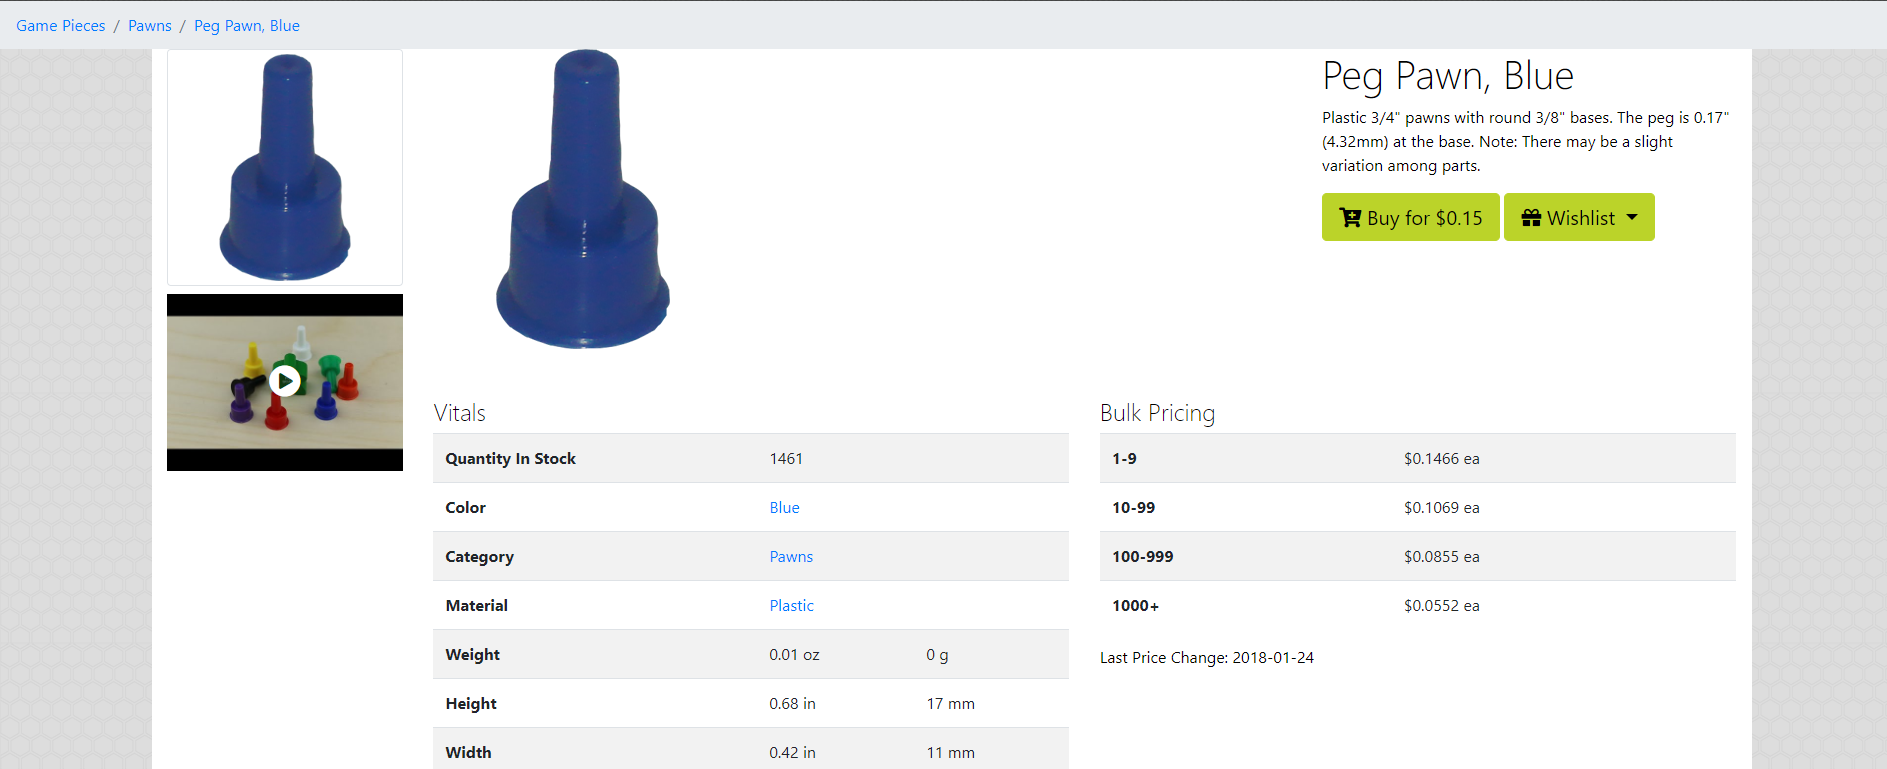 Game Pieces / Pawns / Peg Pawn, Blue
Peg Pawn, Blue
Plastic 3/4" pawns with round 3/8" bases. The peg is 0.17"
(4.32mm) at the base. Note: There may be a slight
variation among parts.
Buy for $0.15 Wishlist
Vitals
Quantity In Stock 1461
Color Blue
Category Pawns
Material Plastic
Weight 0.01 oz 0 g
Height 0.68 in 17 mm
Width 0.42 in 11 mm
Bulk Pricing
1-9 $0.1466 ea
10-99 $0.1069 ea
100-999 $0.0855 ea
1000+ $0.0552 ea
Last Price Change: 2018-01-24